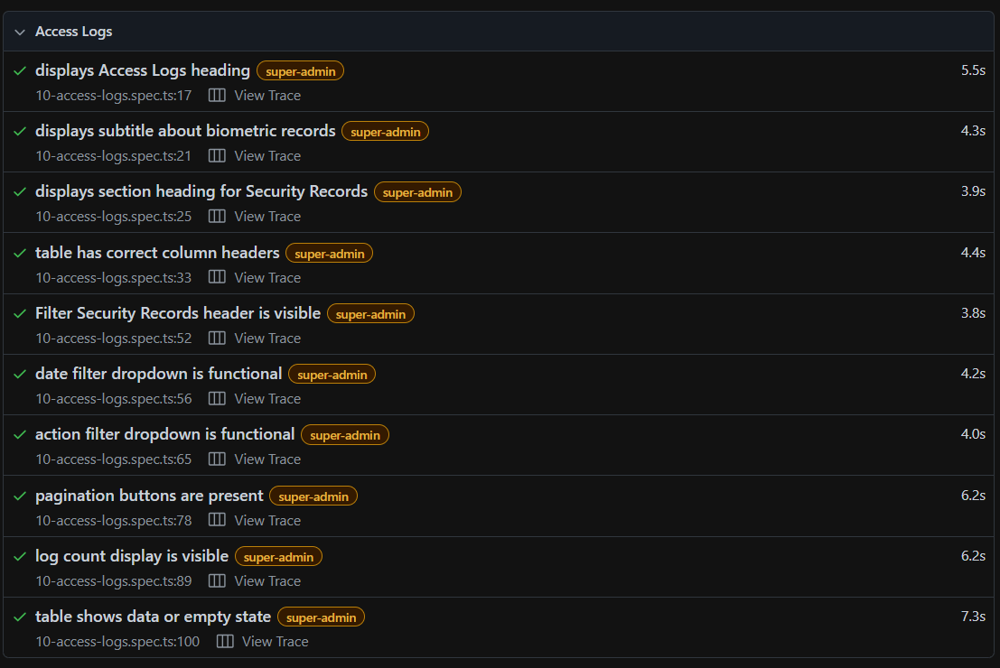 Access Logs
displays Access Logs heading super-admin 5.5s
10-access-logs.spec.ts:17 View Trace
displays subtitle about biometric records super-admin 4.3s
10-access-logs.spec.ts:21 View Trace
displays section heading for Security Records super-admin 3.9s
10-access-logs.spec.ts:25 View Trace
table has correct column headers super-admin 4.4s
10-access-logs.spec.ts:33 View Trace
Filter Security Records header is visible super-admin 3.8s
10-access-logs.spec.ts:52 View Trace
date filter dropdown is functional super-admin 4.2s
10-access-logs.spec.ts:56 View Trace
action filter dropdown is functional super-admin 4.0s
10-access-logs.spec.ts:65 View Trace
pagination buttons are present super-admin 6.2s
10-access-logs.spec.ts:78 View Trace
log count display is visible super-admin 6.2s
10-access-logs.spec.ts:89 View Trace
table shows data or empty state super-admin 7.3s
10-access-logs.spec.ts:100 View Trace